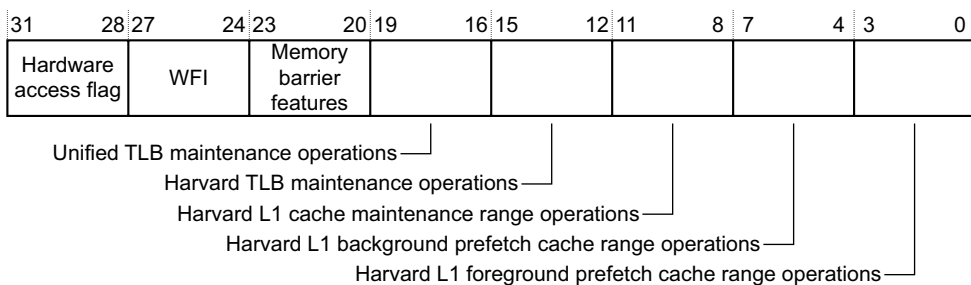 31 28 27 24 23 20 19 16 15 12 11 8 7 4 3 0
Hardware
access flag
WFI
Memory
barrier
features
Unified TLB maintenance operations
Harvard TLB maintenance operations
Harvard L1 cache maintenance range operations
Harvard L1 background prefetch cache range operations
Harvard L1 foreground prefetch cache range operations